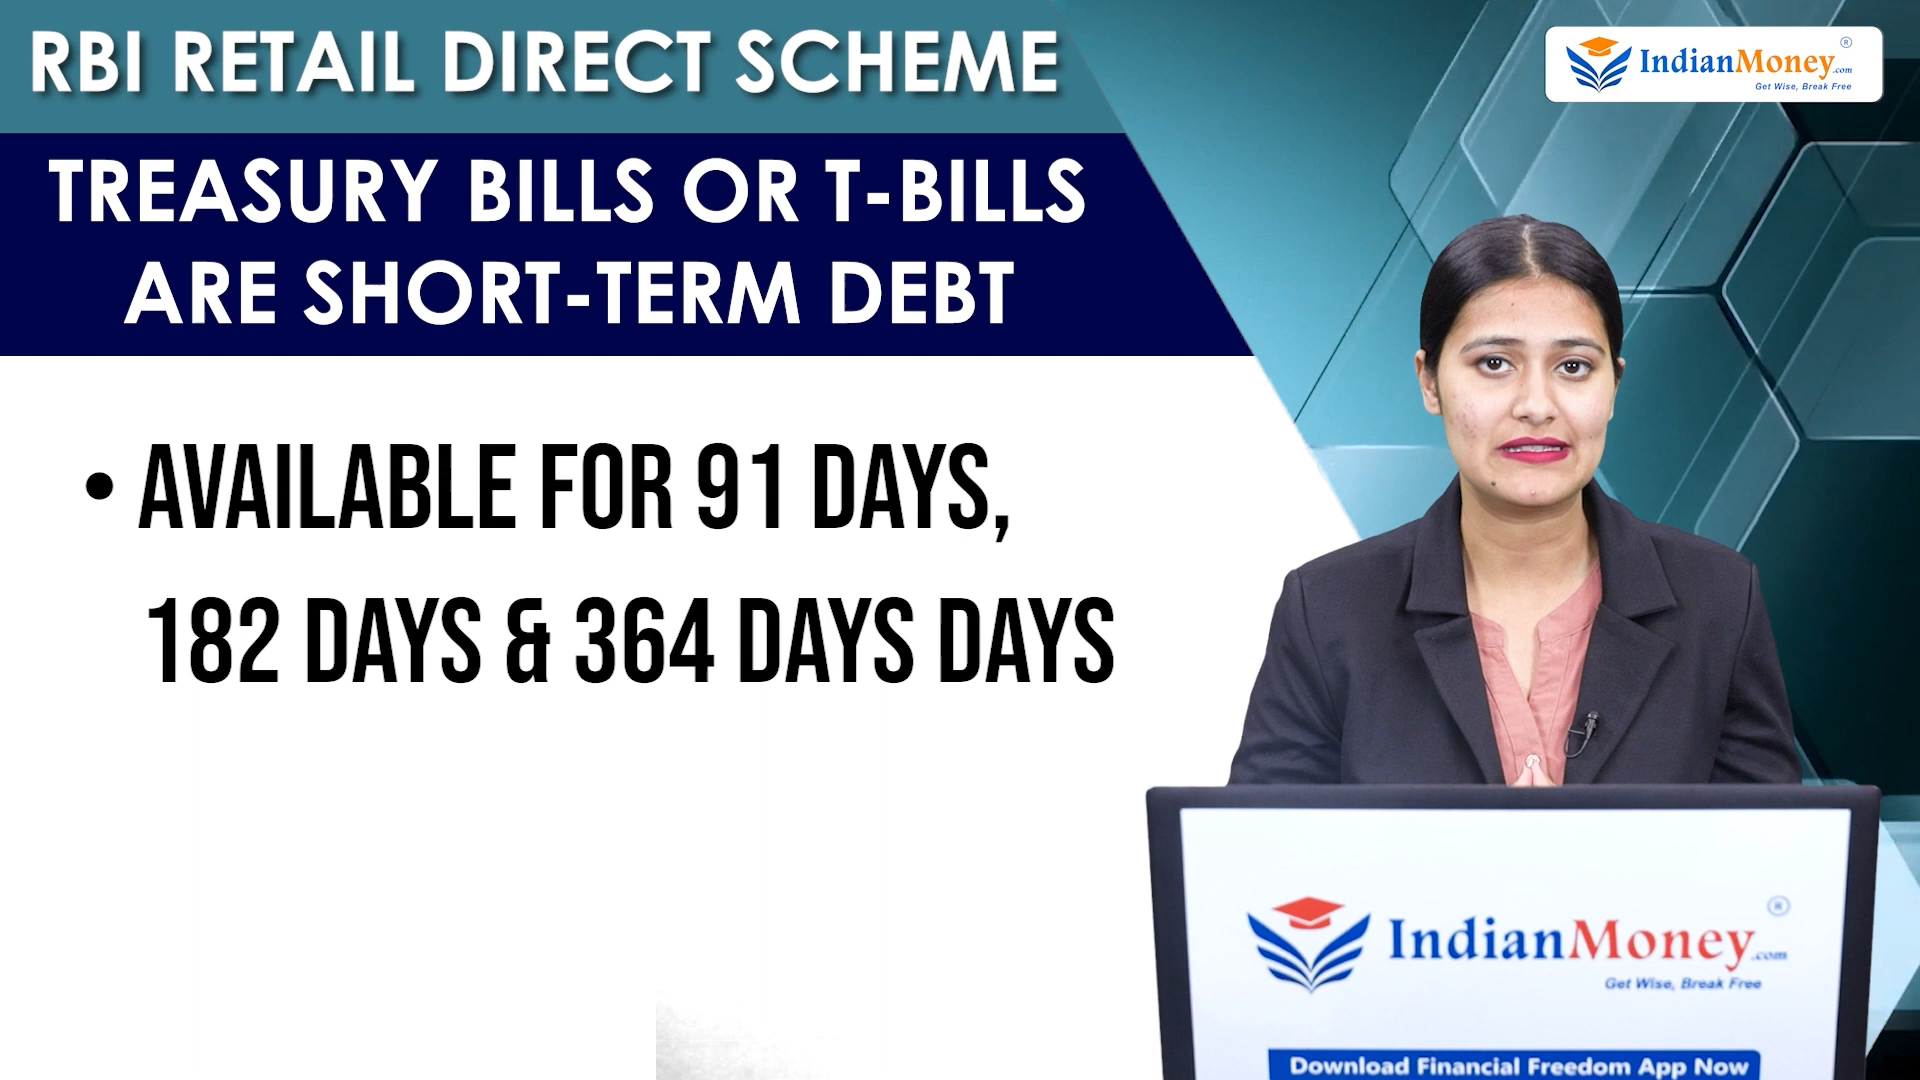 RBI RETAIL DIRECT SCHEME
IndianMoney.com ®
Get Wise, Break Free
TREASURY BILLS OR T-BILLS
ARE SHORT-TERM DEBT
• AVAILABLE FOR 91 DAYS,
182 DAYS & 364 DAYS DAYS
IndianMoney.com ®
Get Wise, Break Free
Download Financial Freedom App Now